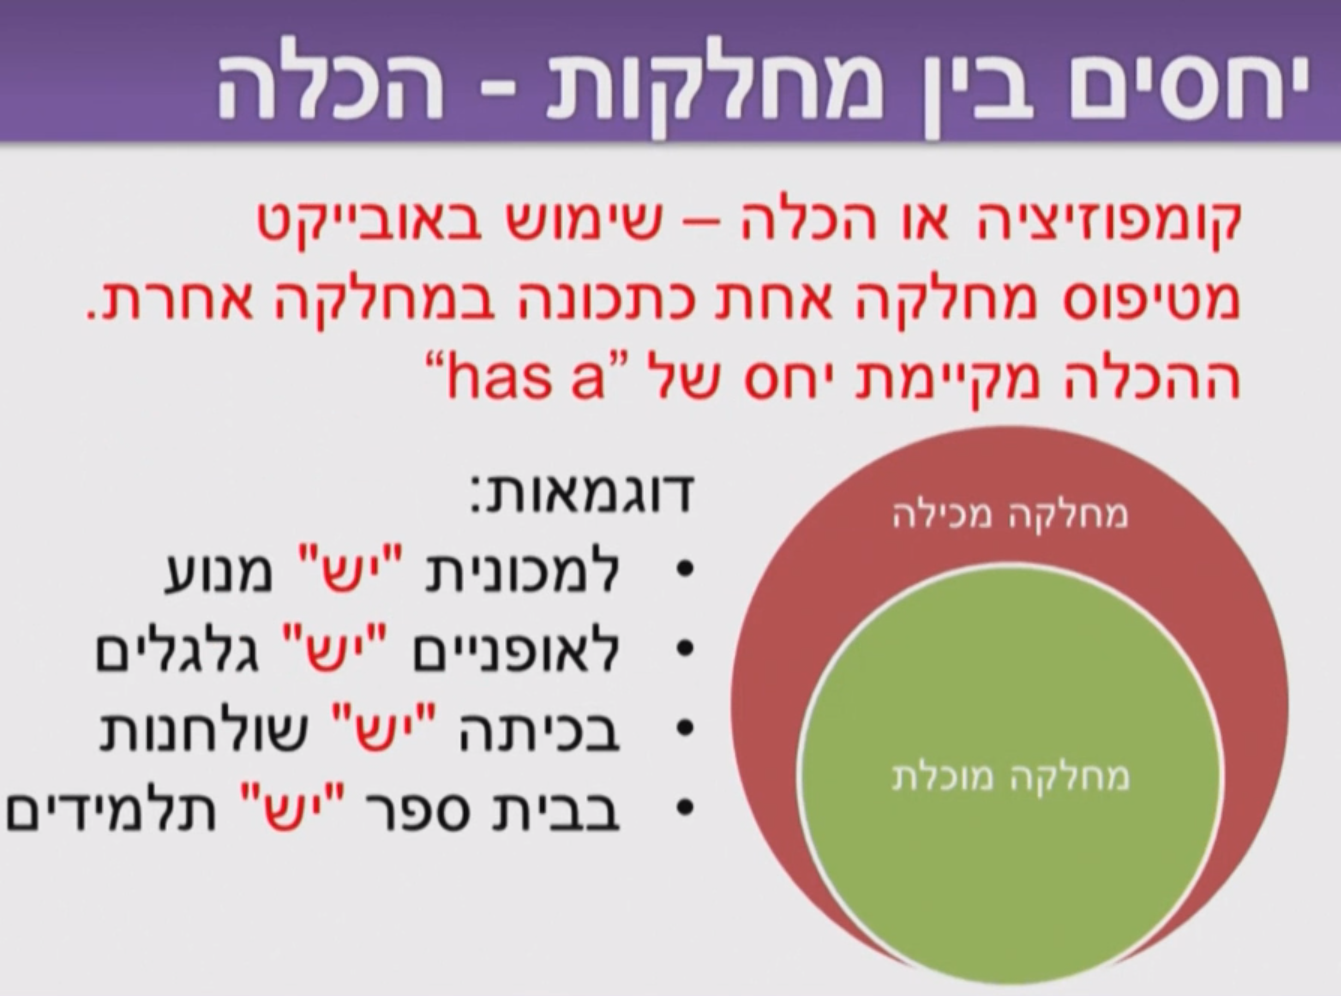 יחסים בין מחלקות - הכלה
קומפוזיציה או הכלה – שימוש באובייקט
מטיפוס מחלקה אחת כתכונה במחלקה אחרת.
ההכלה מקיימת יחס של ”has a“
דוגמאות:
• למכונית "יש" מנוע
• לאופניים "יש" גלגלים
• בכיתה "יש" שולחנות
• בבית ספר "יש" תלמידים
מחלקה מכילה
מחלקה מוכלת